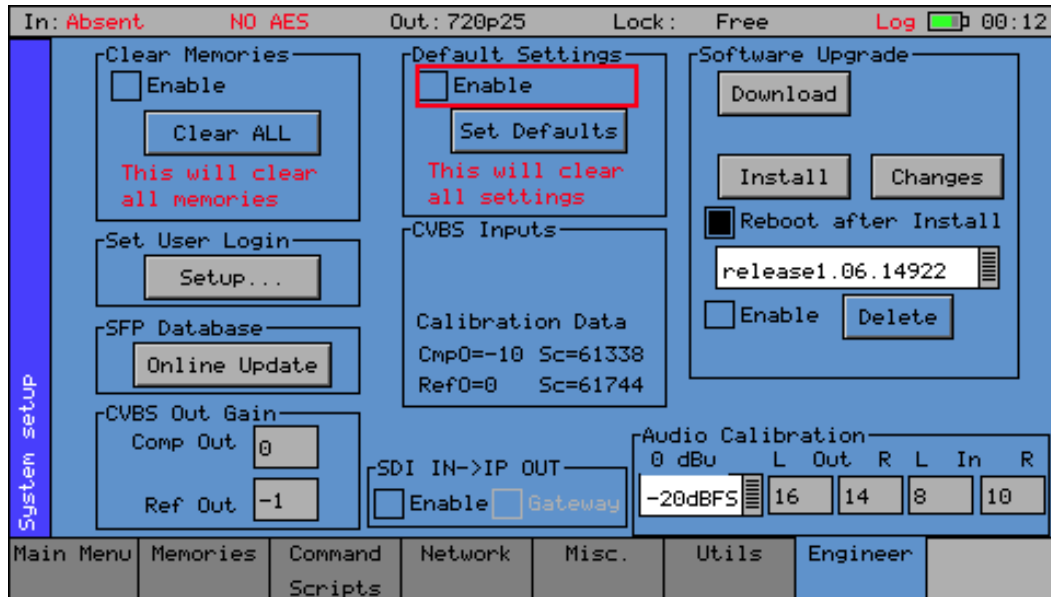 In: Absent NO AES Out: 720p25 Lock: Free Log 00:12
System setup
Clear Memories
Enable
Clear ALL
This will clear
all memories
Set User Login
Setup...
SFP Database
Online Update
CVBS Out Gain
Comp Out 0
Ref Out -1
Default Settings
Enable
Set Defaults
This will clear
all settings
CVBS Inputs
Calibration Data
CmpO=-10 Sc=61338
RefO=0 Sc=61744
SDI IN->IP OUT
Enable Gateway
Software Upgrade
Download
Install Changes
Reboot after Install
release1.06.14922
Enable Delete
Audio Calibration
0 dBu L Out R L In R
-20dBFS 16 14 8 10
Main Menu Memories Command Network Misc. Utils Engineer
Scripts